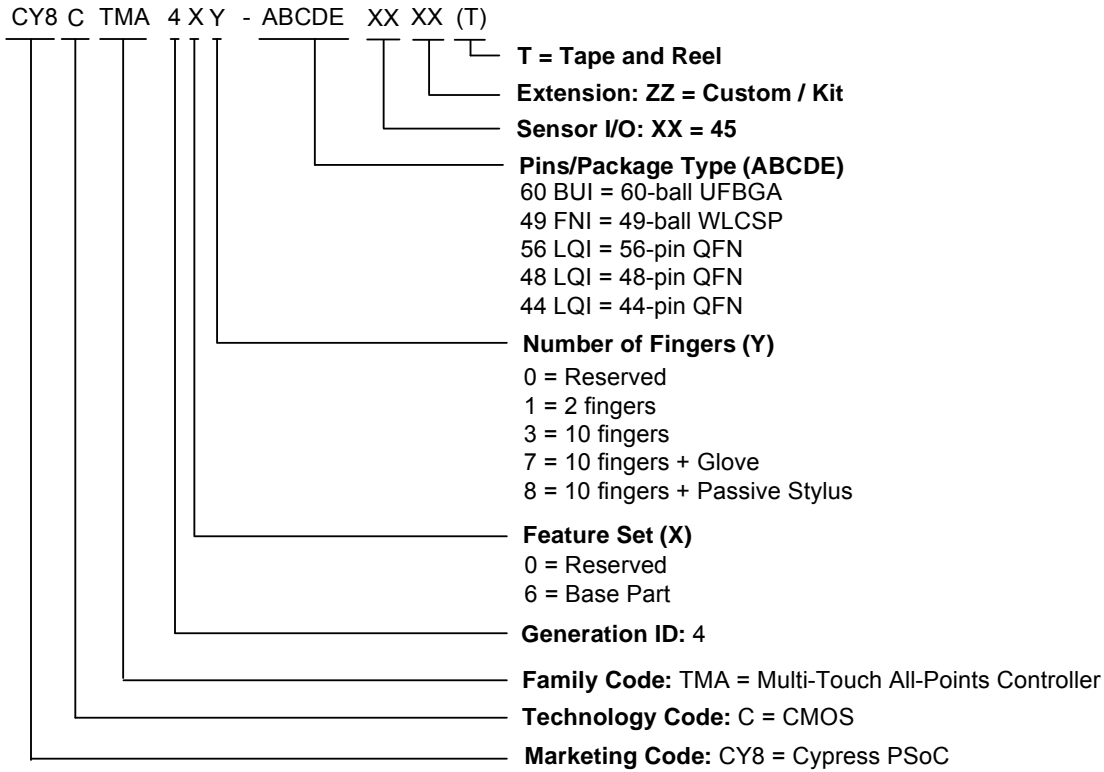 CY8 C TMA 4 X Y - ABCDE XX XX (T)
T = Tape and Reel
Extension: ZZ = Custom / Kit
Sensor I/O: XX = 45
Pins/Package Type (ABCDE)
60 BUI = 60-ball UFBGA
49 FNI = 49-ball WLCSP
56 LQI = 56-pin QFN
48 LQI = 48-pin QFN
44 LQI = 44-pin QFN
Number of Fingers (Y)
0 = Reserved
1 = 2 fingers
3 = 10 fingers
7 = 10 fingers + Glove
8 = 10 fingers + Passive Stylus
Feature Set (X)
0 = Reserved
6 = Base Part
Generation ID: 4
Family Code: TMA = Multi-Touch All-Points Controller
Technology Code: C = CMOS
Marketing Code: CY8 = Cypress PSoC